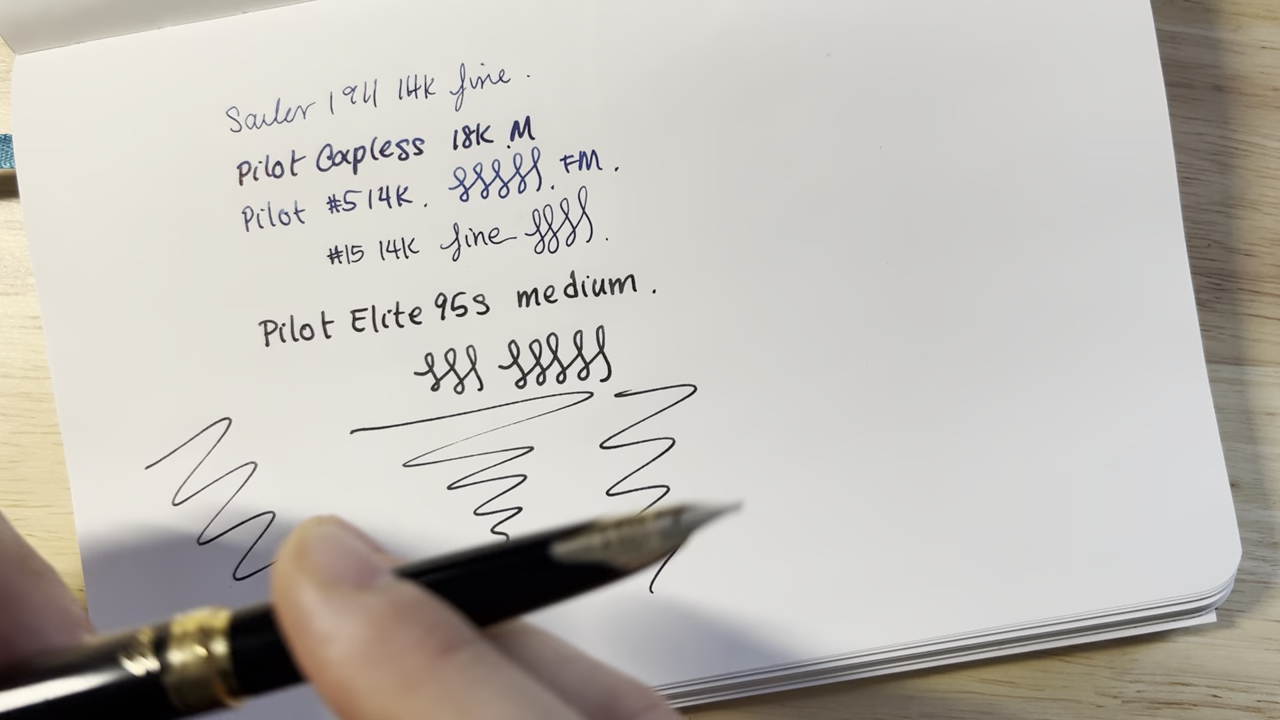 Sailor 1911 14K fine.
Pilot Capless 18K M
Pilot #5 14K. FM.
#15 14K fine
Pilot Elite 95s medium.